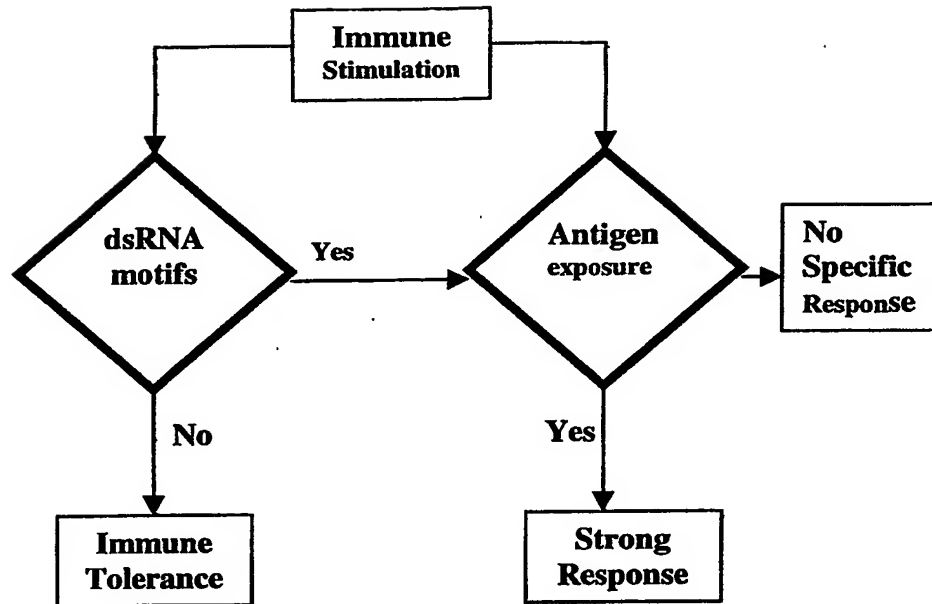 Immune
Stimulation
dsRNA
motifs
Yes
Antigen
exposure
No
Specific
Response
No
Yes
Immune
Tolerance
Strong
Response